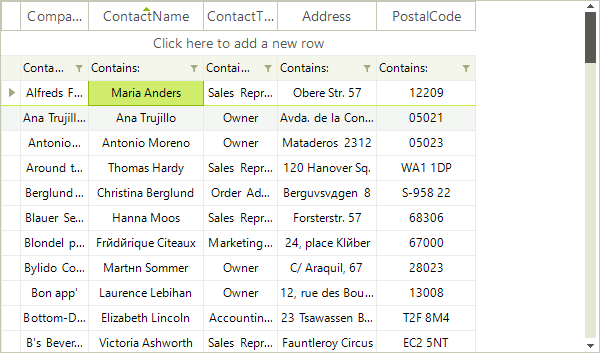 Compa... ContactName ContactT... Address PostalCode
Click here to add a new row
Conta... Contains: Contai... Contains: Contains:
Alfreds F... Maria Anders Sales Repr... Obere Str. 57 12209
Ana Trujill... Ana Trujillo Owner Avda. de la Con... 05021
Antonio... Antonio Moreno Owner Mataderos 2312 05023
Around t... Thomas Hardy Sales Repr... 120 Hanover Sq. WA1 1DP
Berglund... Christina Berglund Order Ad... Berguvsvдgen 8 S-958 22
Blauer Se... Hanna Moos Sales Repr... Forsterstr. 57 68306
Blondel p... Frйdйrique Citeaux Marketing... 24, place Klйber 67000
Bylido Co... Martнn Sommer Owner C/ Araquil, 67 28023
Bon app' Laurence Lebihan Owner 12, rue des Bou... 13008
Bottom-D... Elizabeth Lincoln Accountin... 23 Tsawassen B... T2F 8M4
B's Bever... Victoria Ashworth Sales Repr... Fauntleroy Circus EC2 5NT